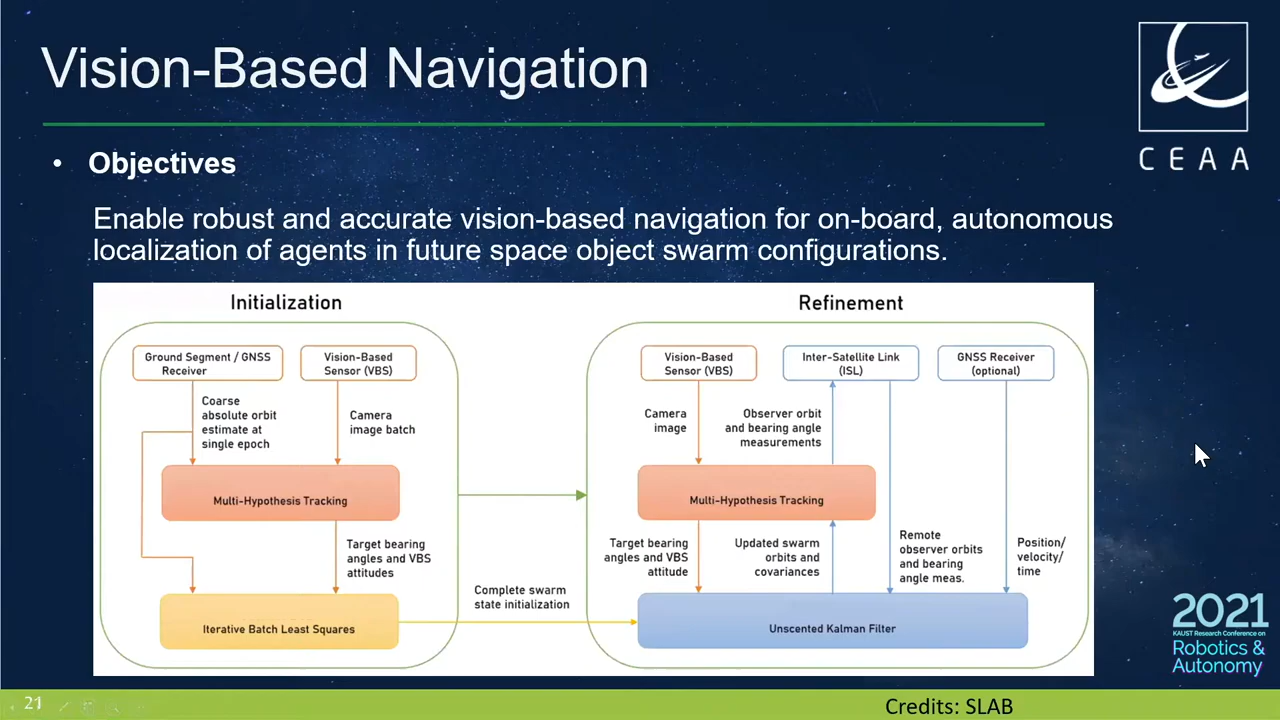 Vision-Based Navigation
CEAA
• Objectives
Enable robust and accurate vision-based navigation for on-board, autonomous
localization of agents in future space object swarm configurations.
Initialization
Ground Segment / GNSS
Receiver
Vision-Based
Sensor (VBS)
Coarse
absolute orbit
estimate at
single epoch
Camera
image batch
Multi-Hypothesis Tracking
Target bearing
angles and VBS
attitudes
Iterative Batch Least Squares
Complete swarm
state initialization
Refinement
Vision-Based
Sensor (VBS)
Inter-Satellite Link
(ISL)
GNSS Receiver
(optional)
Camera
image
Observer orbit
and bearing angle
measurements
Multi-Hypothesis Tracking
Target bearing
angles and VBS
attitude
Updated swarm
orbits and
covariances
Remote
observer orbits
and bearing
angle meas.
Position/
velocity/
time
Unscented Kalman Filter
2021
KAUST Research Conference on
Robotics &
Autonomy
21
Credits: SLAB